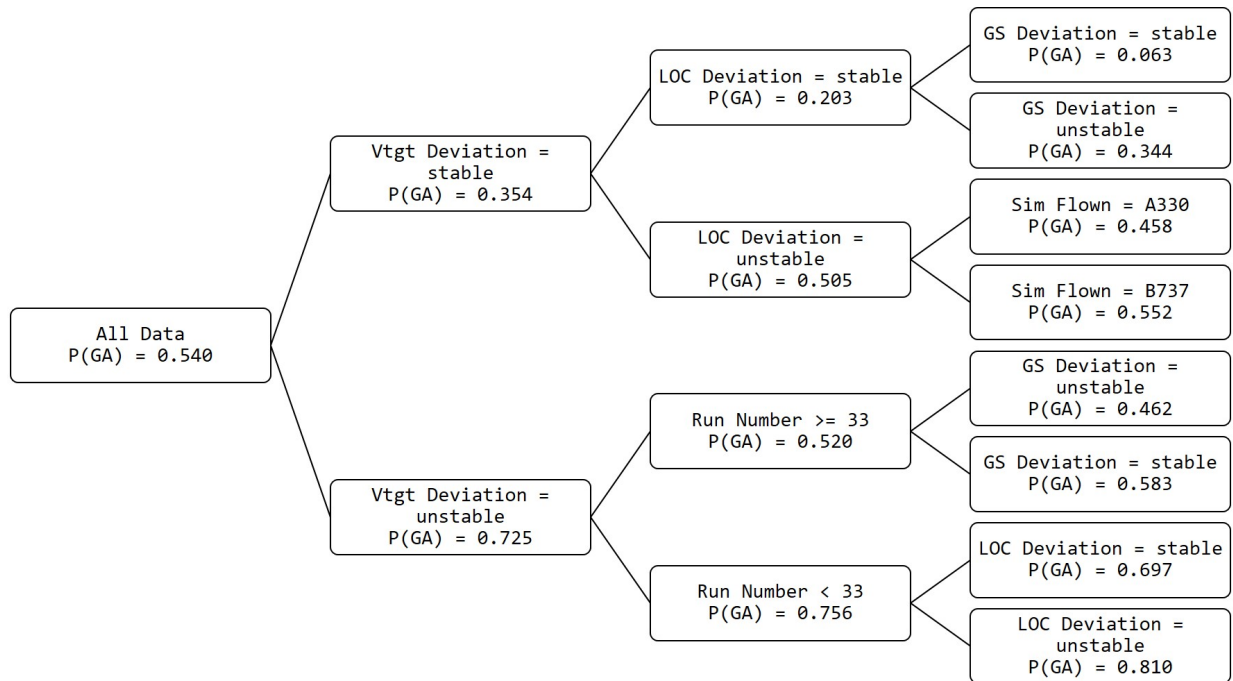 All Data
P(GA) = 0.540
Vtgt Deviation =
stable
P(GA) = 0.354
Vtgt Deviation =
unstable
P(GA) = 0.725
LOC Deviation = stable
P(GA) = 0.203
LOC Deviation =
unstable
P(GA) = 0.505
Run Number >= 33
P(GA) = 0.520
Run Number < 33
P(GA) = 0.756
GS Deviation = stable
P(GA) = 0.063
GS Deviation =
unstable
P(GA) = 0.344
Sim Flown = A330
P(GA) = 0.458
Sim Flown = B737
P(GA) = 0.552
GS Deviation =
unstable
P(GA) = 0.462
GS Deviation = stable
P(GA) = 0.583
LOC Deviation = stable
P(GA) = 0.697
LOC Deviation =
unstable
P(GA) = 0.810